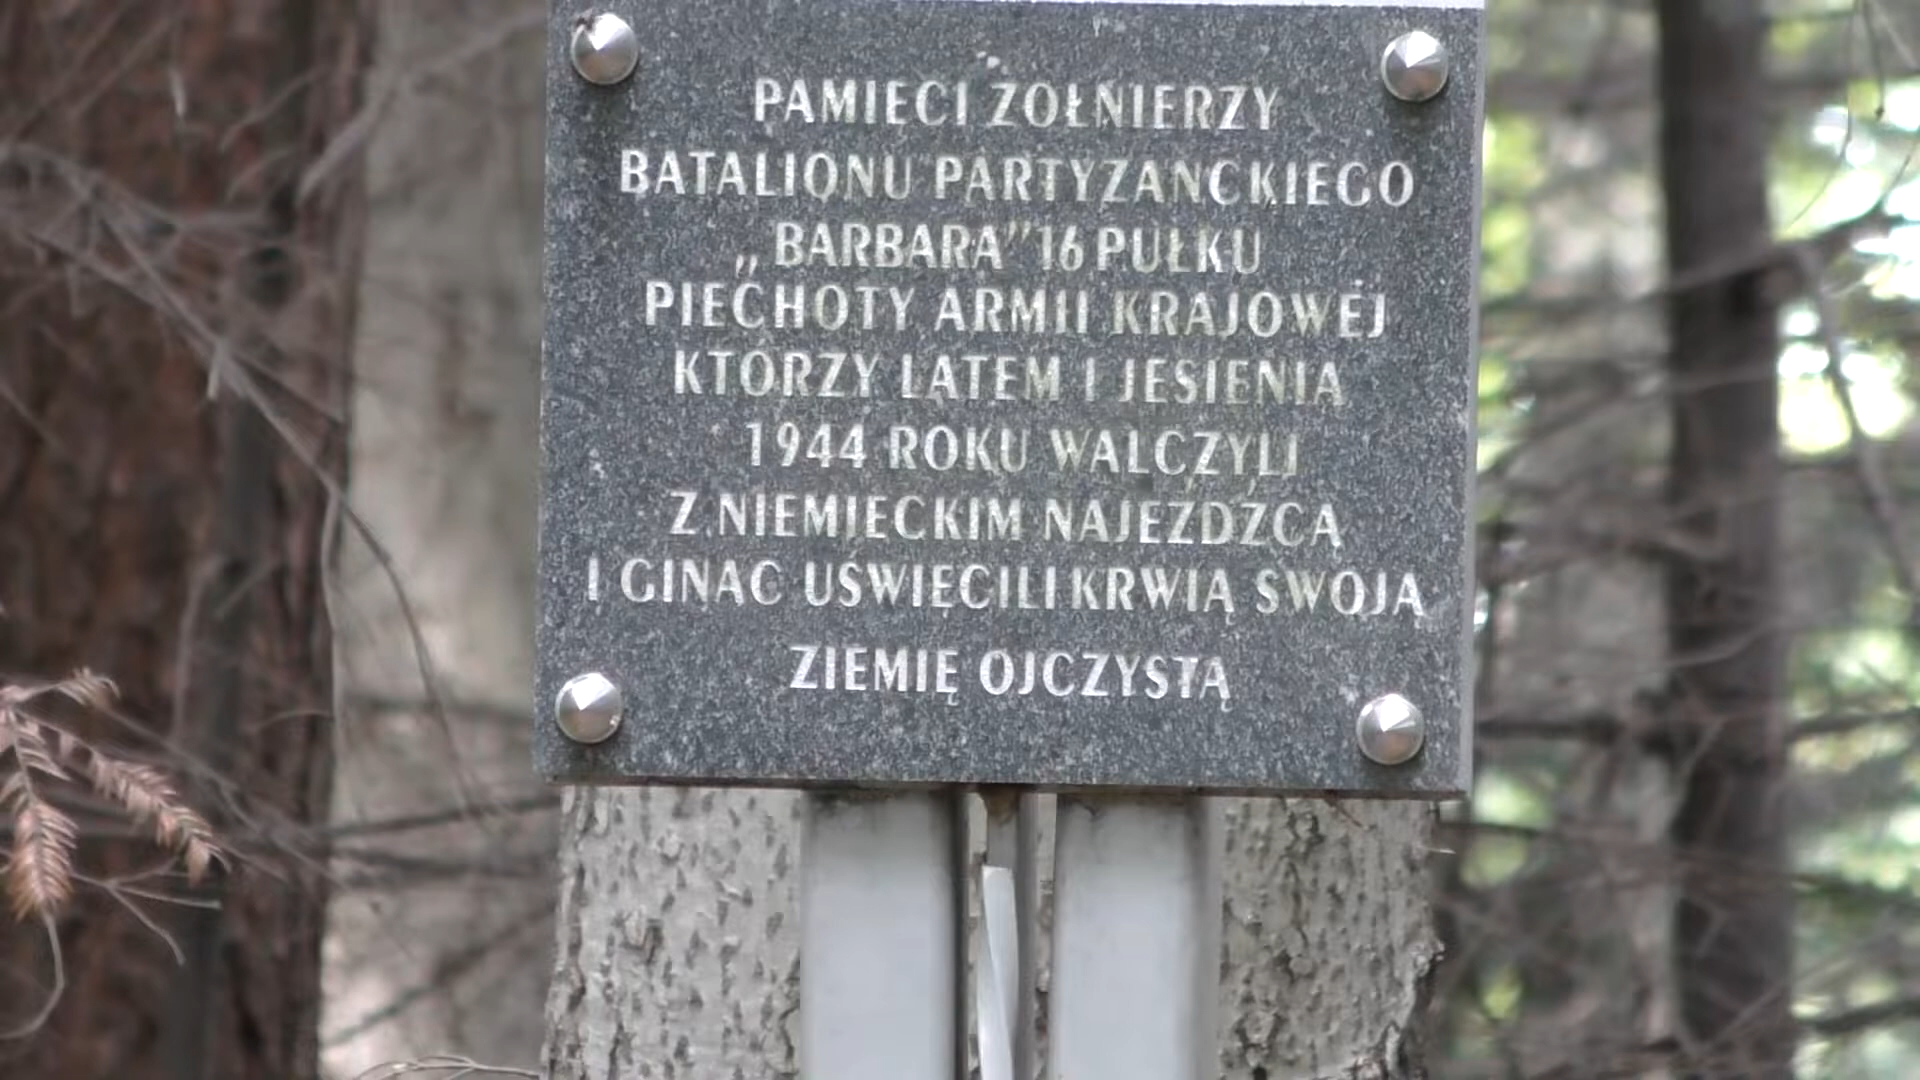 PAMIĘCI ŻOŁNIERZY
BATALIONU PARTYZANCKIEGO
„BARBARA” 16 PUŁKU
PIECHOTY ARMII KRAJOWEJ
KTÓRZY LATEM I JESIENIĄ
1944 ROKU WALCZYLI
Z NIEMIECKIM NAJEŹDŹCĄ
I GINĄC UŚWIĘCILI KRWIĄ SWOJĄ
ZIEMIĘ OJCZYSTĄ